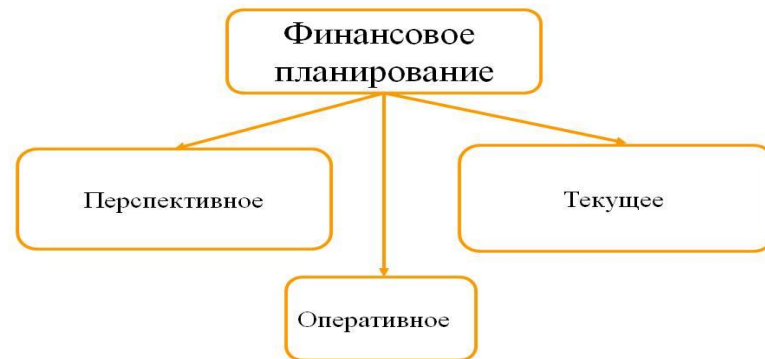 Финансовое
планирование
Перспективное
Текущее
Оперативное